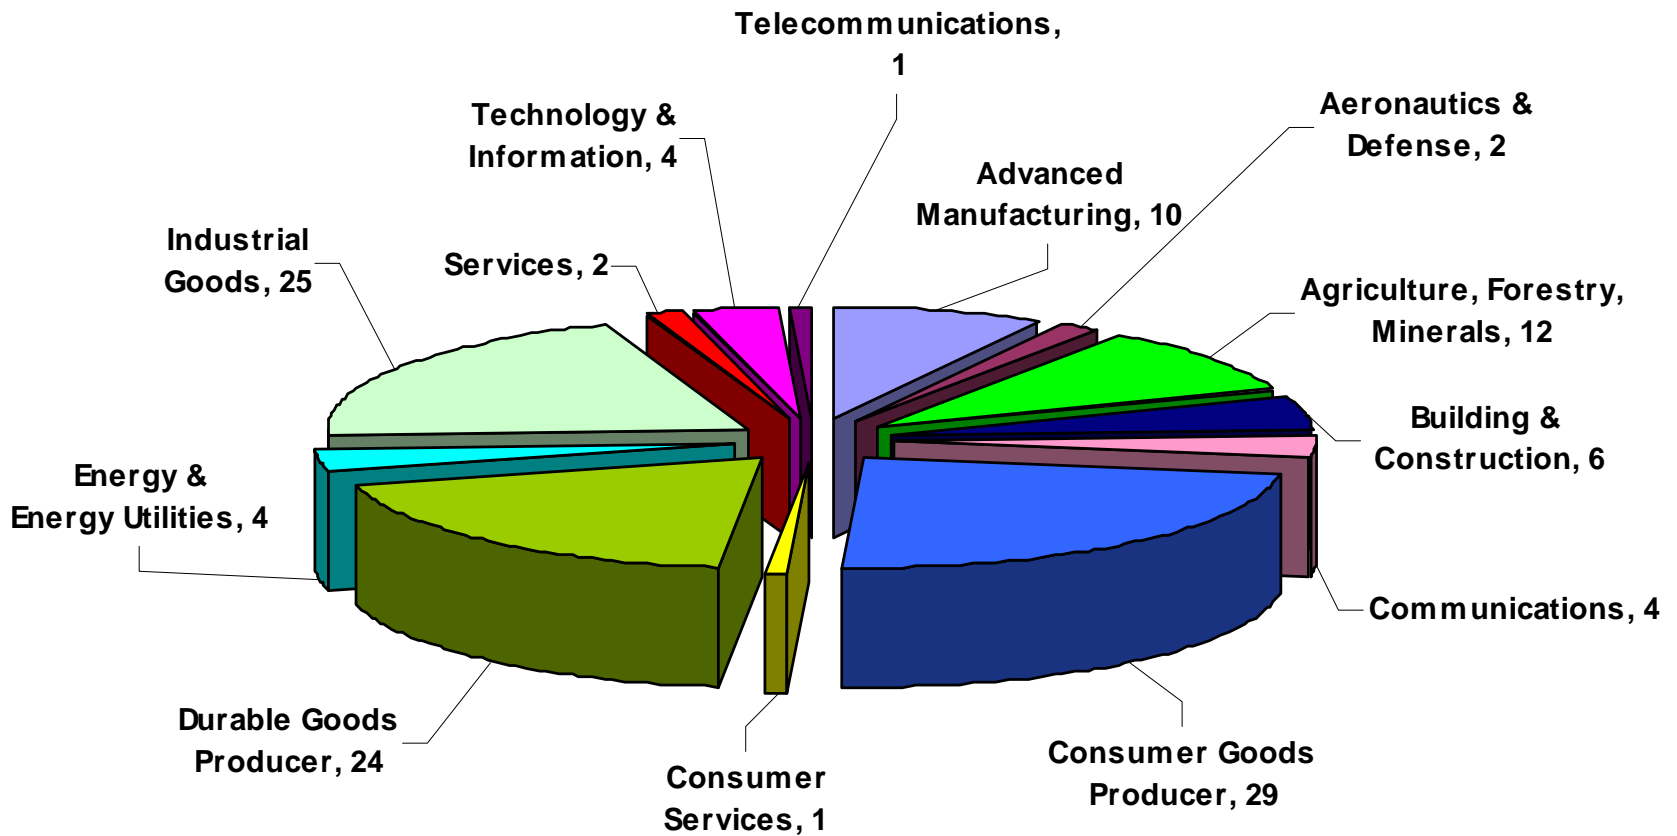 Telecommunications,
1
Technology &
Information, 4
Aeronautics &
Defense, 2
Advanced
Manufacturing, 10
Industrial
Goods, 25
Services, 2
Agriculture, Forestry,
Minerals, 12
Building &
Construction, 6
Energy &
Energy Utilities, 4
Communications, 4
Durable Goods
Producer, 24
Consumer
Services, 1
Consumer Goods
Producer, 29